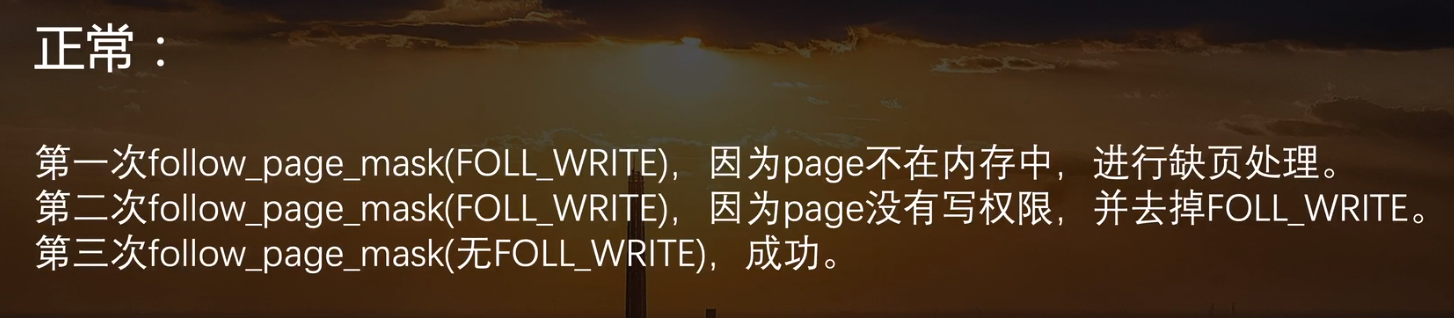 正常：
第一次follow_page_mask(FOLL_WRITE)，因为page不在内存中，进行缺页处理。
第二次follow_page_mask(FOLL_WRITE)，因为page没有写权限，并去掉FOLL_WRITE。
第三次follow_page_mask(无FOLL_WRITE)，成功。